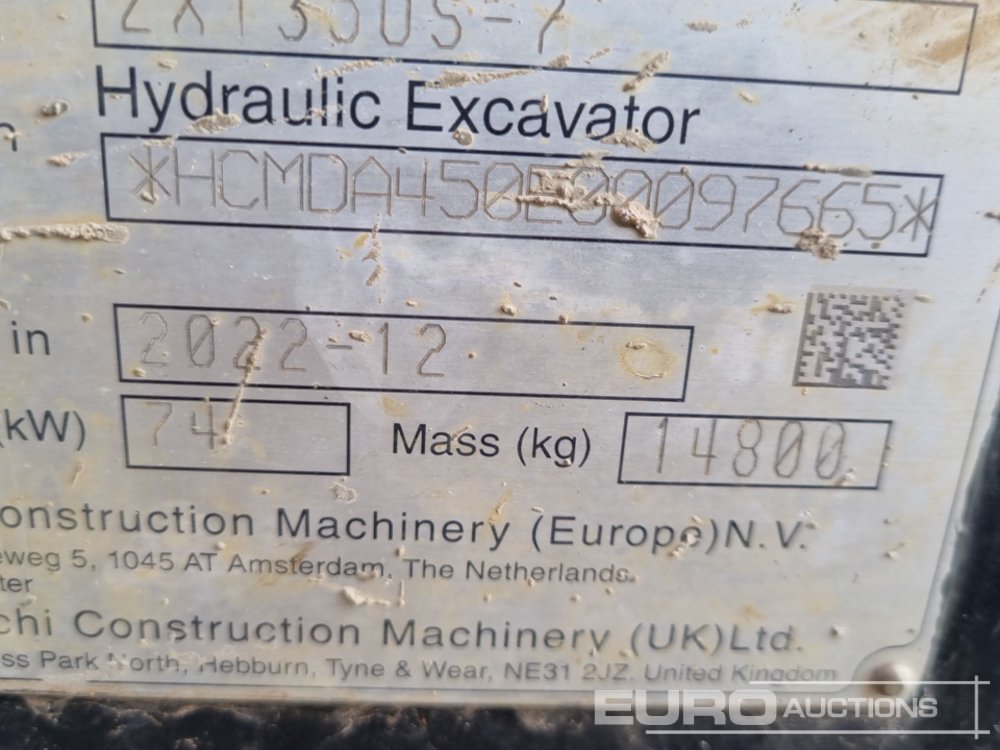 ZX135US-7
Hydraulic Excavator
*HCMDA450E00097665*
in 2022-12
(kW) 74 Mass (kg) 14800
onstruction Machinery (Europe)N.V.
eweg 5, 1045 AT Amsterdam, The Netherlands.
ter
chi Construction Machinery (UK)Ltd.
ss Park North, Hebburn, Tyne & Wear, NE31 2JZ. United Kingdom
EURO AUCTIONS